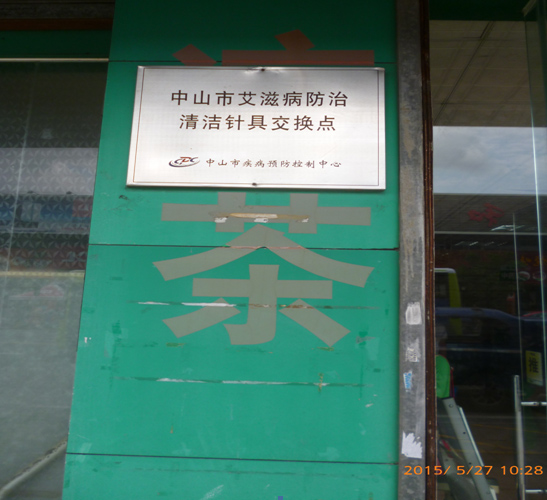 中山市艾滋病防治
清洁针具交换点
CDC 中山市疾病预防控制中心
茶
2015/ 5/27 10:28